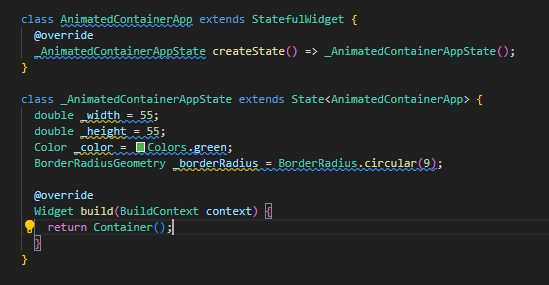 class AnimatedContainerApp extends StatefulWidget {
  @override
  _AnimatedContainerAppState createState() => _AnimatedContainerAppState();
}
class _AnimatedContainerAppState extends State<AnimatedContainerApp> {
  double _width = 55;
  double _height = 55;
  Color _color = Colors.green;
  BorderRadiusGeometry _borderRadius = BorderRadius.circular(9);
  @override
  Widget build(BuildContext context) {
    return Container();
  }
}